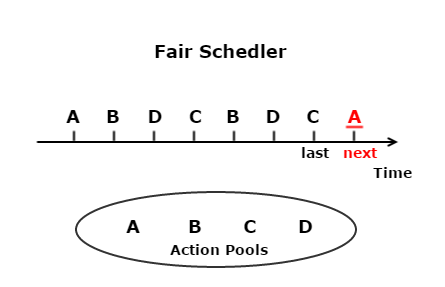 Fair Schedler
A B D C B D C A
last next
Time
A B C D
Action Pools